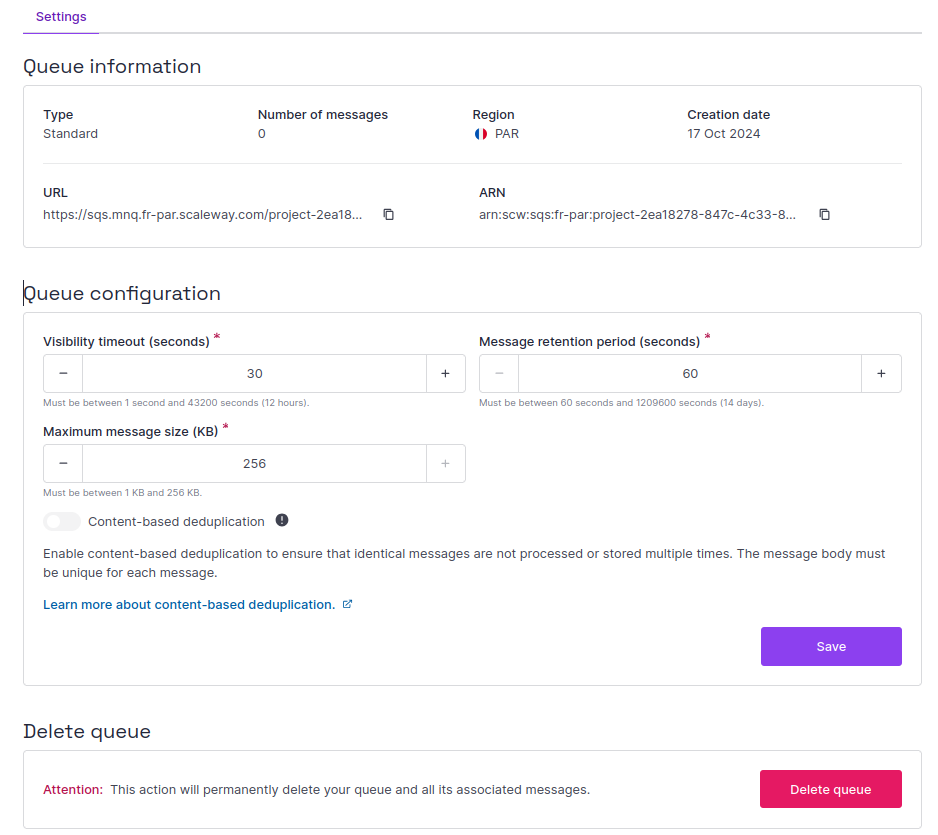 Settings
Queue information
Type Number of messages Region Creation date
Standard 0 PAR 17 Oct 2024
URL ARN
https://sqs.mnq.fr-par.scaleway.com/project-2ea18... arn:scw:sqs:fr-par:project-2ea18278-847c-4c33-8...
Queue configuration
Visibility timeout (seconds) * Message retention period (seconds) *
− 30 + − 60 +
Must be between 1 second and 43200 seconds (12 hours). Must be between 60 seconds and 1209600 seconds (14 days).
Maximum message size (KB) *
− 256 +
Must be between 1 KB and 256 KB.
Content-based deduplication
Enable content-based deduplication to ensure that identical messages are not processed or stored multiple times. The message body must
be unique for each message.
Learn more about content-based deduplication.
Save
Delete queue
Attention: This action will permanently delete your queue and all its associated messages. Delete queue